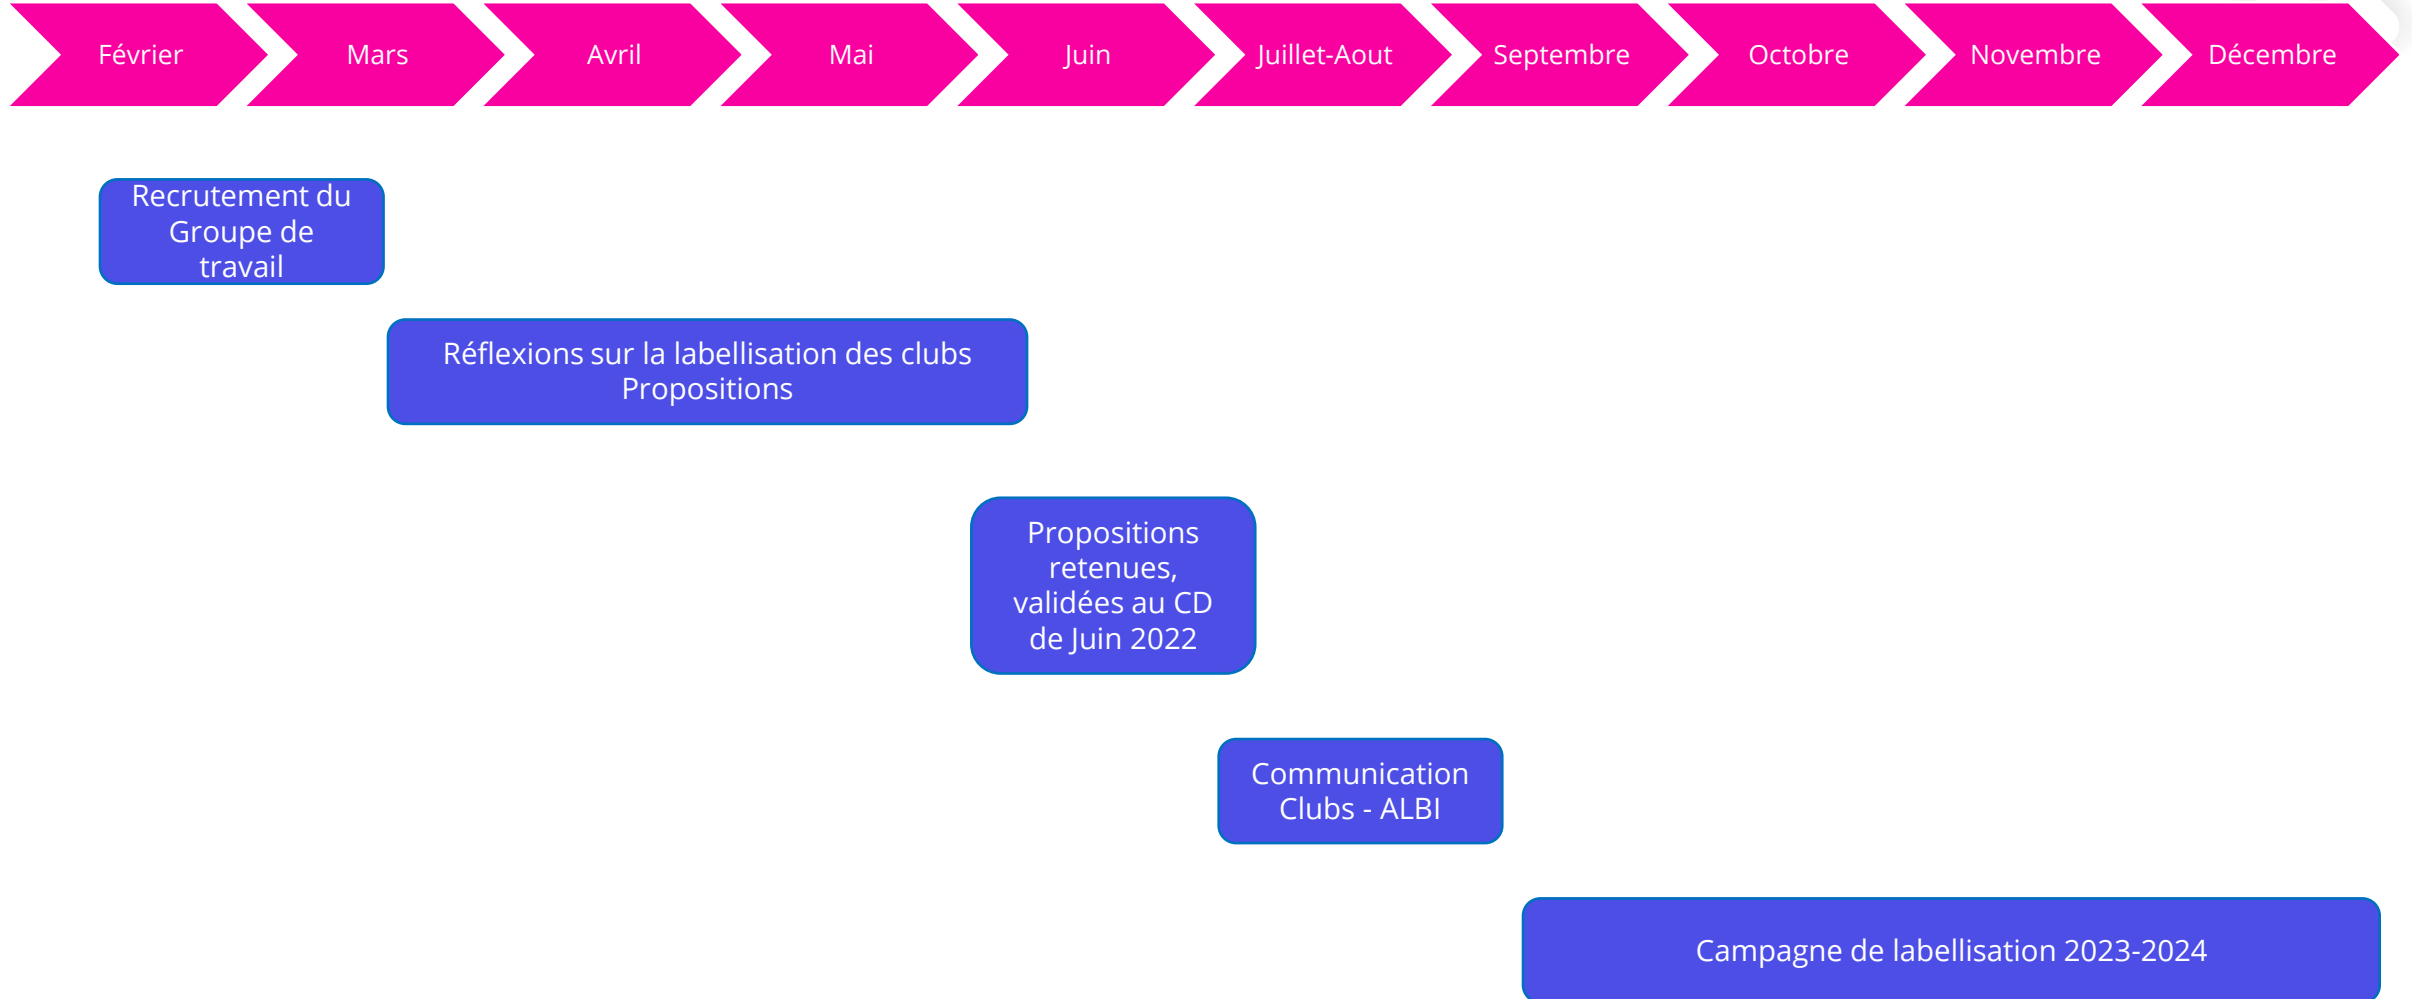 Février
Mars
Avril
Mai
Juin
Juillet-Aout
Septembre
Octobre
Novembre
Décembre
Recrutement du
Groupe de
travail
Réflexions sur la labellisation des clubs
Propositions
Propositions
retenues,
validées au CD
de Juin 2022
Communication
Clubs - ALBI
Campagne de labellisation 2023-2024